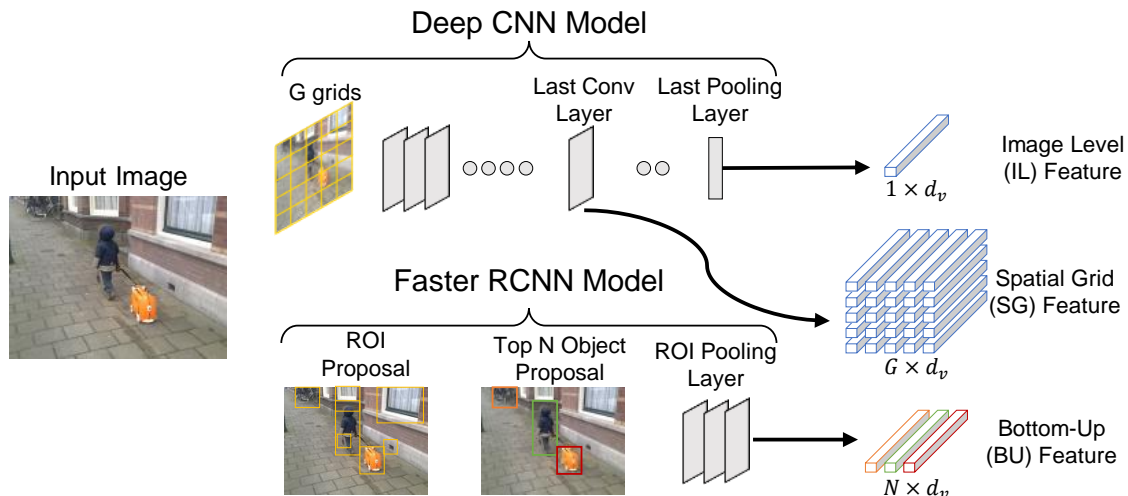 Deep CNN Model
G grids
Last Conv
Layer
Last Pooling
Layer
Image Level
(IL) Feature
1 × d_v
Input Image
Spatial Grid
(SG) Feature
G × d_v
Faster RCNN Model
ROI
Proposal
Top N Object
Proposal
ROI Pooling
Layer
Bottom-Up
(BU) Feature
N × d_v